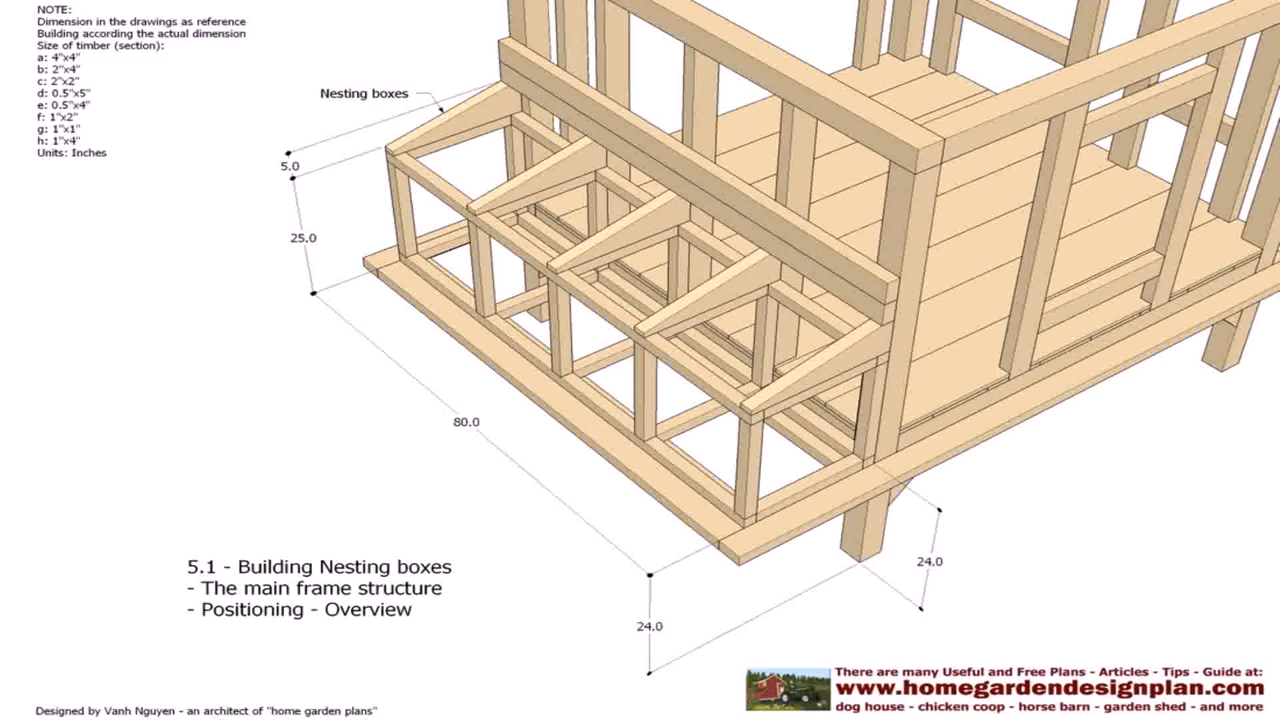 NOTE:
Dimension in the drawings as reference
Building according the actual dimension
Size of timber (section):
a: 4"x4"
b: 2"x4"
c: 2"x2"
d: 0.5"x5"
e: 0.5"x4"
f: 1"x2"
g: 1"x1"
h: 1"x4"
Units: Inches
Nesting boxes
5.0
25.0
80.0
24.0
24.0
5.1 - Building Nesting boxes
- The main frame structure
- Positioning - Overview
There are many Useful and Free Plans - Articles - Tips - Guide at:
www.homegardendesignplan.com
dog house - chicken coop - horse barn - garden shed - and more
Designed by Vanh Nguyen - an architect of "home garden plans"